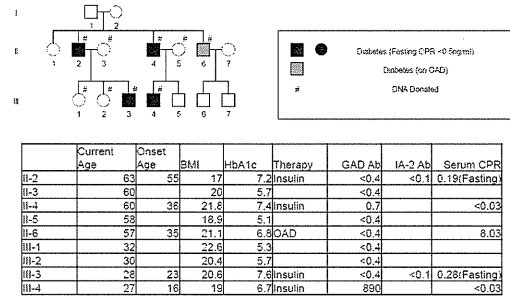 I
1 2
# # # # #
II
1 2 3 4 5 6 7
# # # #
III
1 2 3 4 5 6 7
Diabetes (Fasting CPR <0.5ng/ml)
Diabetes (on OAD)
# DNA Donated
Current Age Onset Age BMI HbA1c Therapy GAD Ab IA-2 Ab Serum CPR
II-2 63 55 17 7.2 Insulin <0.4 <0.1 0.19(Fasting)
II-3 60 20 5.7 <0.4
II-4 60 36 21.8 7.4 Insulin 0.7 <0.03
II-5 58 18.9 5.1 <0.4
II-6 57 35 21.1 6.8 OAD <0.4 8.03
III-1 32 22.6 5.3 <0.4
III-2 30 20.4 5.7 <0.4
III-3 28 23 20.6 7.6 Insulin <0.4 <0.1 0.28(Fasting)
III-4 27 16 19 6.7 Insulin 890 <0.03